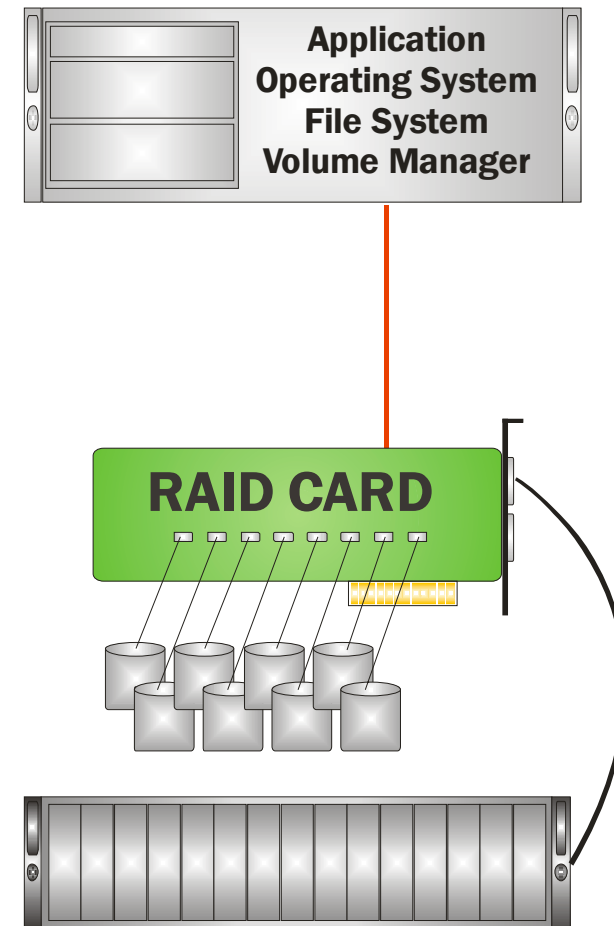 Application
Operating System
File System
Volume Manager
RAID CARD